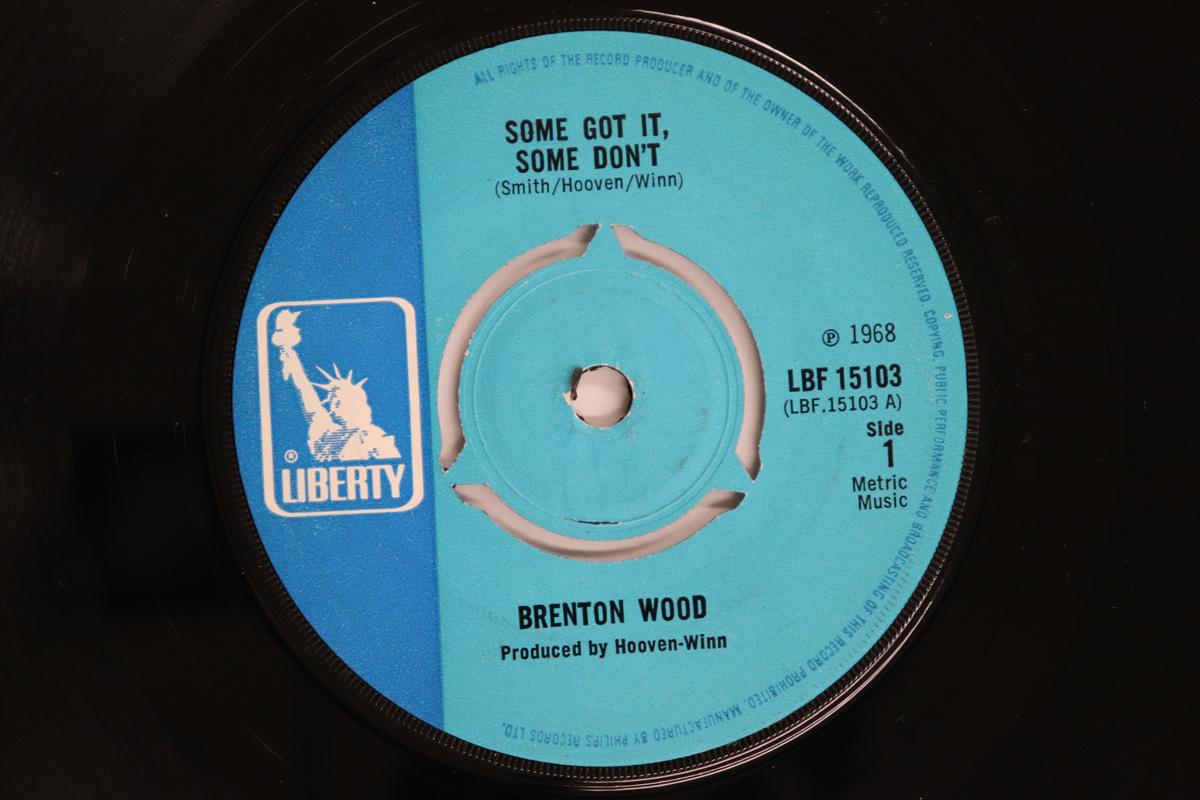 ALL RIGHTS OF THE RECORD PRODUCER AND OF THE OWNER OF THE WORK REPRODUCED RESERVED. COPYING, PUBLIC PERFORMANCE AND BROADCASTING OF THIS RECORD PROHIBITED. MANUFACTURED BY PHILIPS RECORDS LTD.
SOME GOT IT,
SOME DON'T
(Smith/Hooven/Winn)
℗ 1968
LBF 15103
(LBF.15103 A)
Side
1
Metric
Music
®
LIBERTY
BRENTON WOOD
Produced by Hooven-Winn